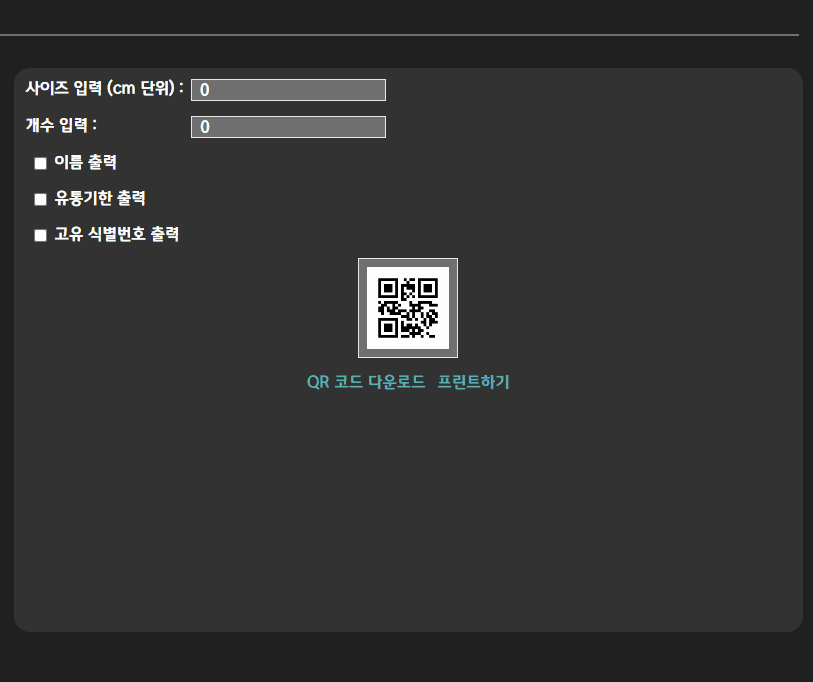 사이즈 입력 (cm 단위) : 0
개수 입력 : 0
이름 출력
유통기한 출력
고유 식별번호 출력
QR 코드 다운로드 프린트하기